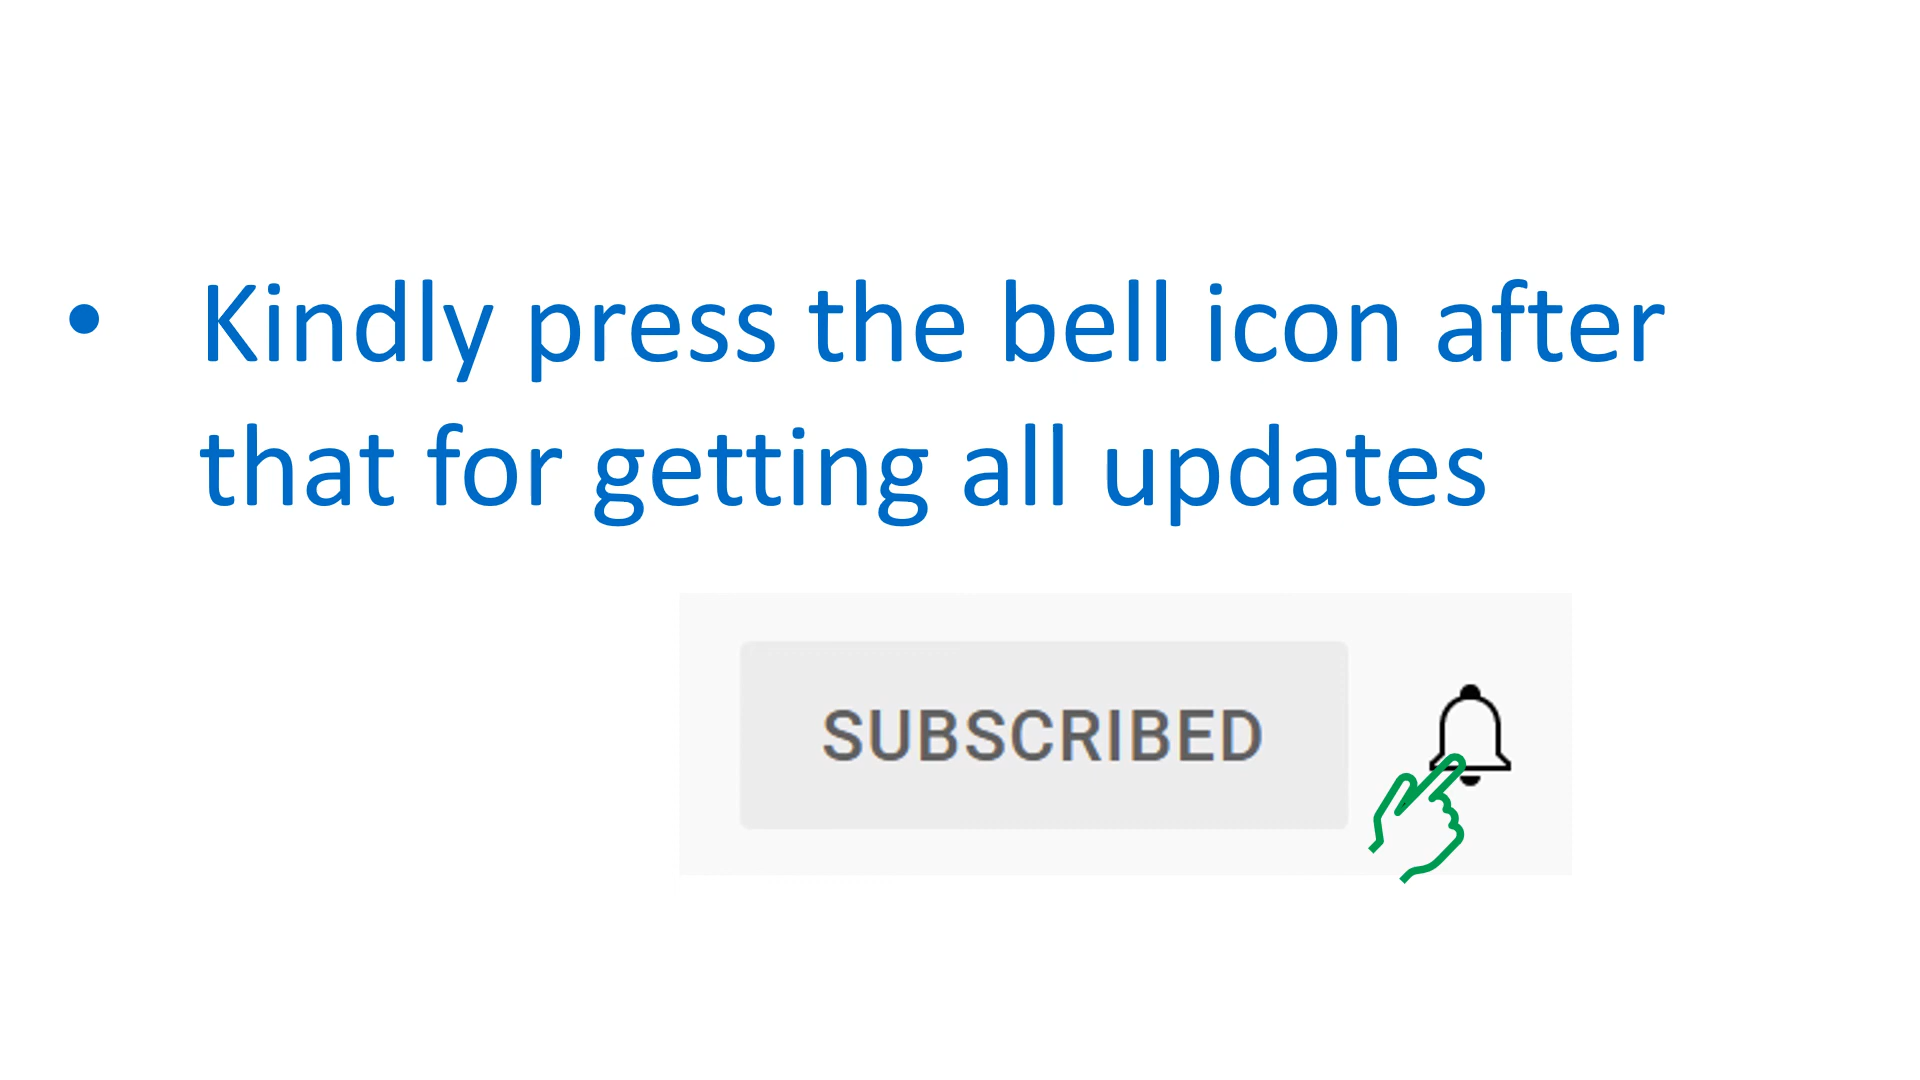 • Kindly press the bell icon after
that for getting all updates
SUBSCRIBED